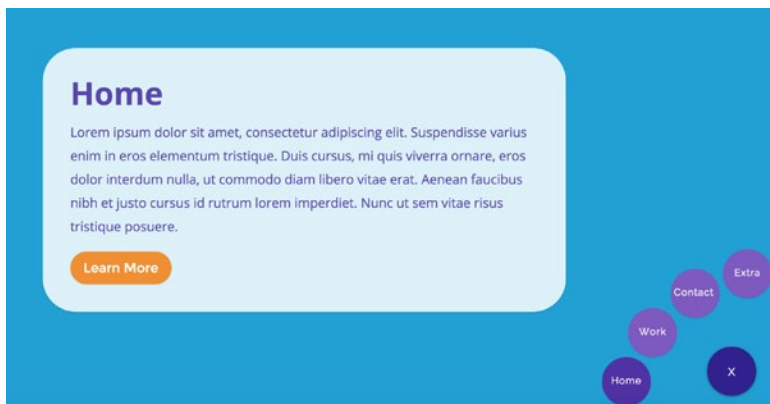 Home
Lorem ipsum dolor sit amet, consectetur adipiscing elit. Suspendisse varius
enim in eros elementum tristique. Duis cursus, mi quis viverra ornare, eros
dolor interdum nulla, ut commodo diam libero vitae erat. Aenean faucibus
nibh et justo cursus id rutrum lorem imperdiet. Nunc ut sem vitae risus
tristique posuere.
Learn More
Extra
Contact
Work
Home
X